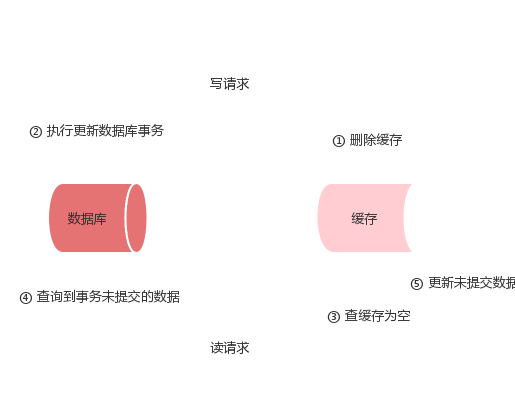 写请求
② 执行更新数据库事务
① 删除缓存
数据库
缓存
⑤ 更新未提交数据
④ 查询到事务未提交的数据
③ 查缓存为空
读请求